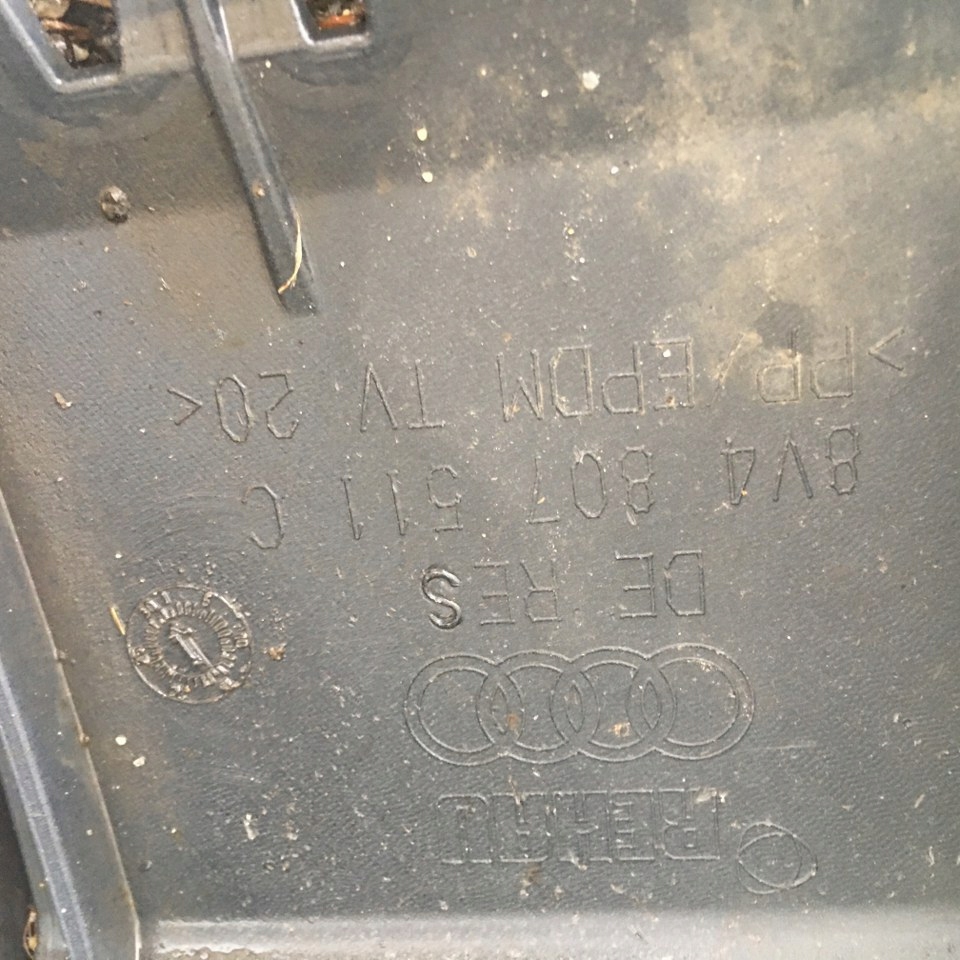 REHAU
DE RES
8V4 807 511 C
>PP/EPDM TV 20<